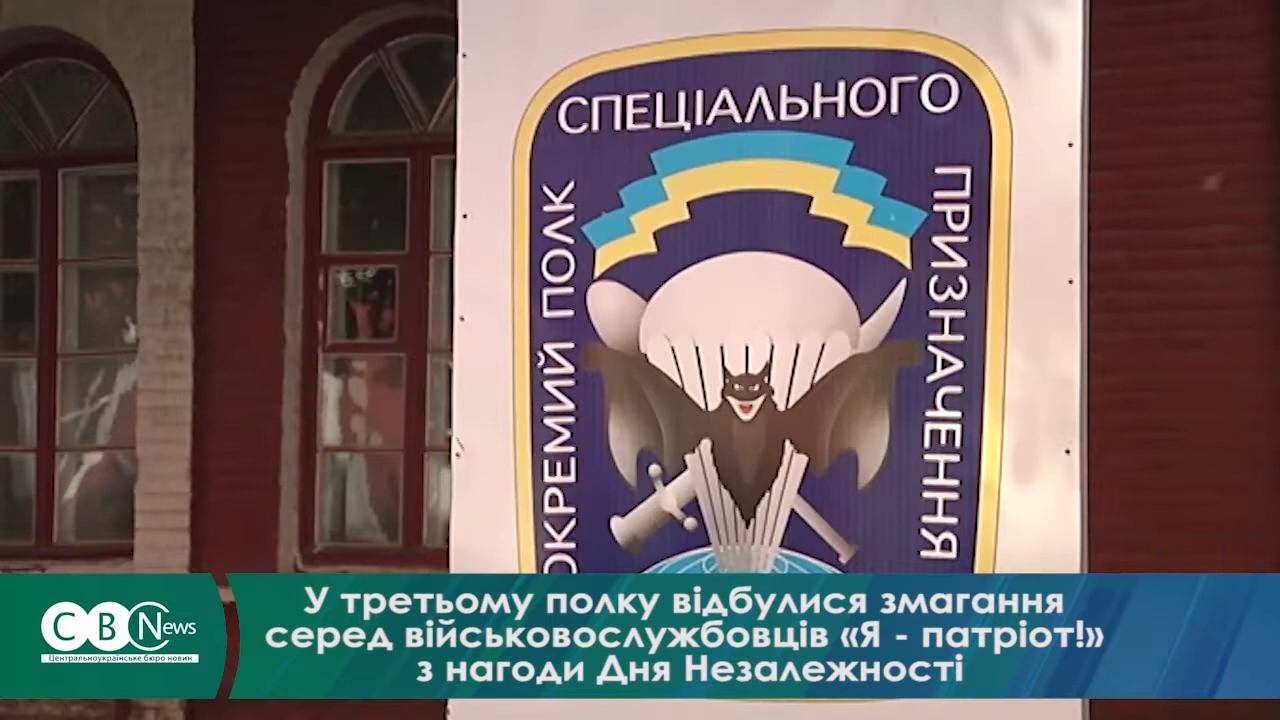 СПЕЦІАЛЬНОГО
ОКРЕМИЙ ПОЛК
ПРИЗНАЧЕННЯ
У третьому полку відбулися змагання
серед військовослужбовців «Я - патріот!»
з нагоди Дня Незалежності
CBN News
Центральноукраїнське бюро новин